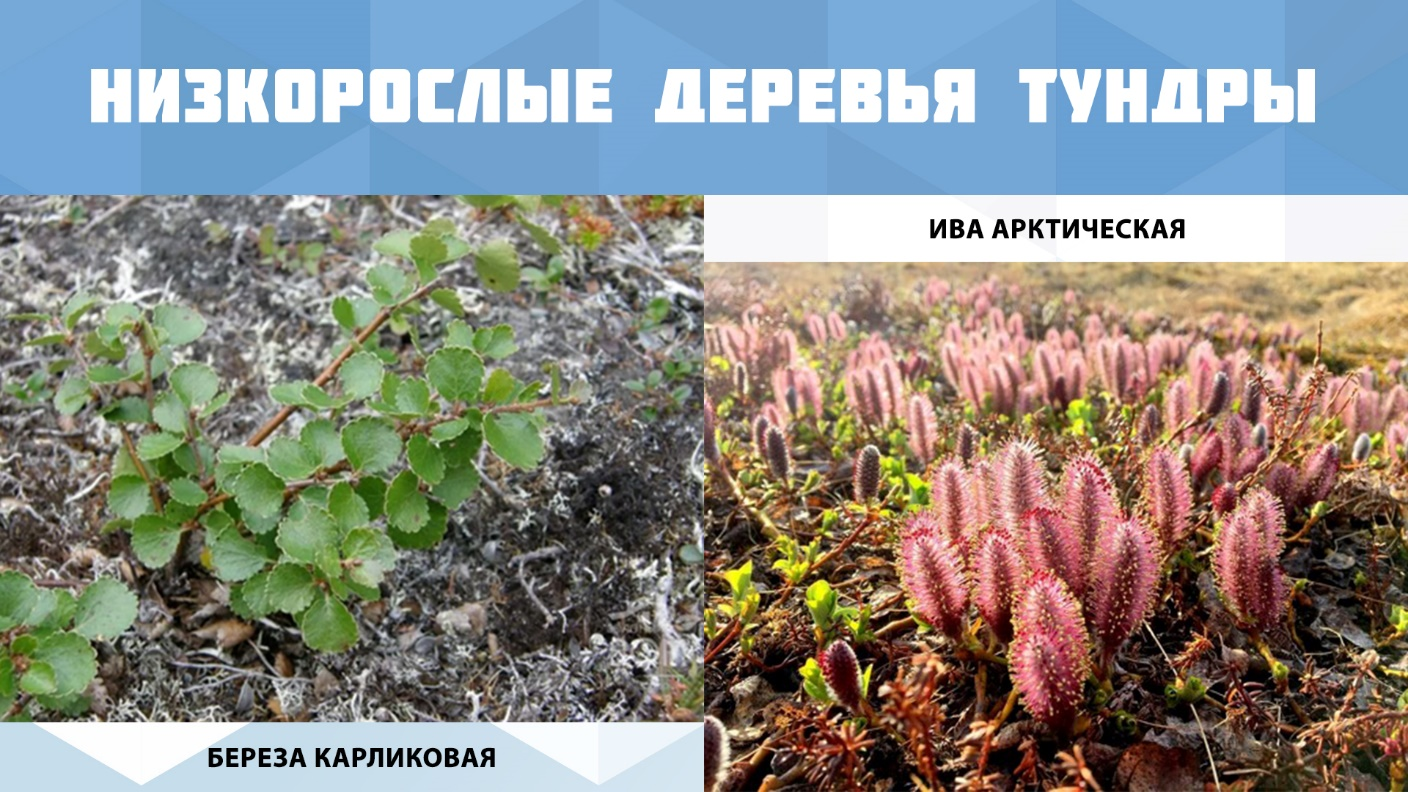 НИЗКОРОСЛЫЕ ДЕРЕВЬЯ ТУНДРЫ
ИВА АРКТИЧЕСКАЯ
БЕРЕЗА КАРЛИКОВАЯ